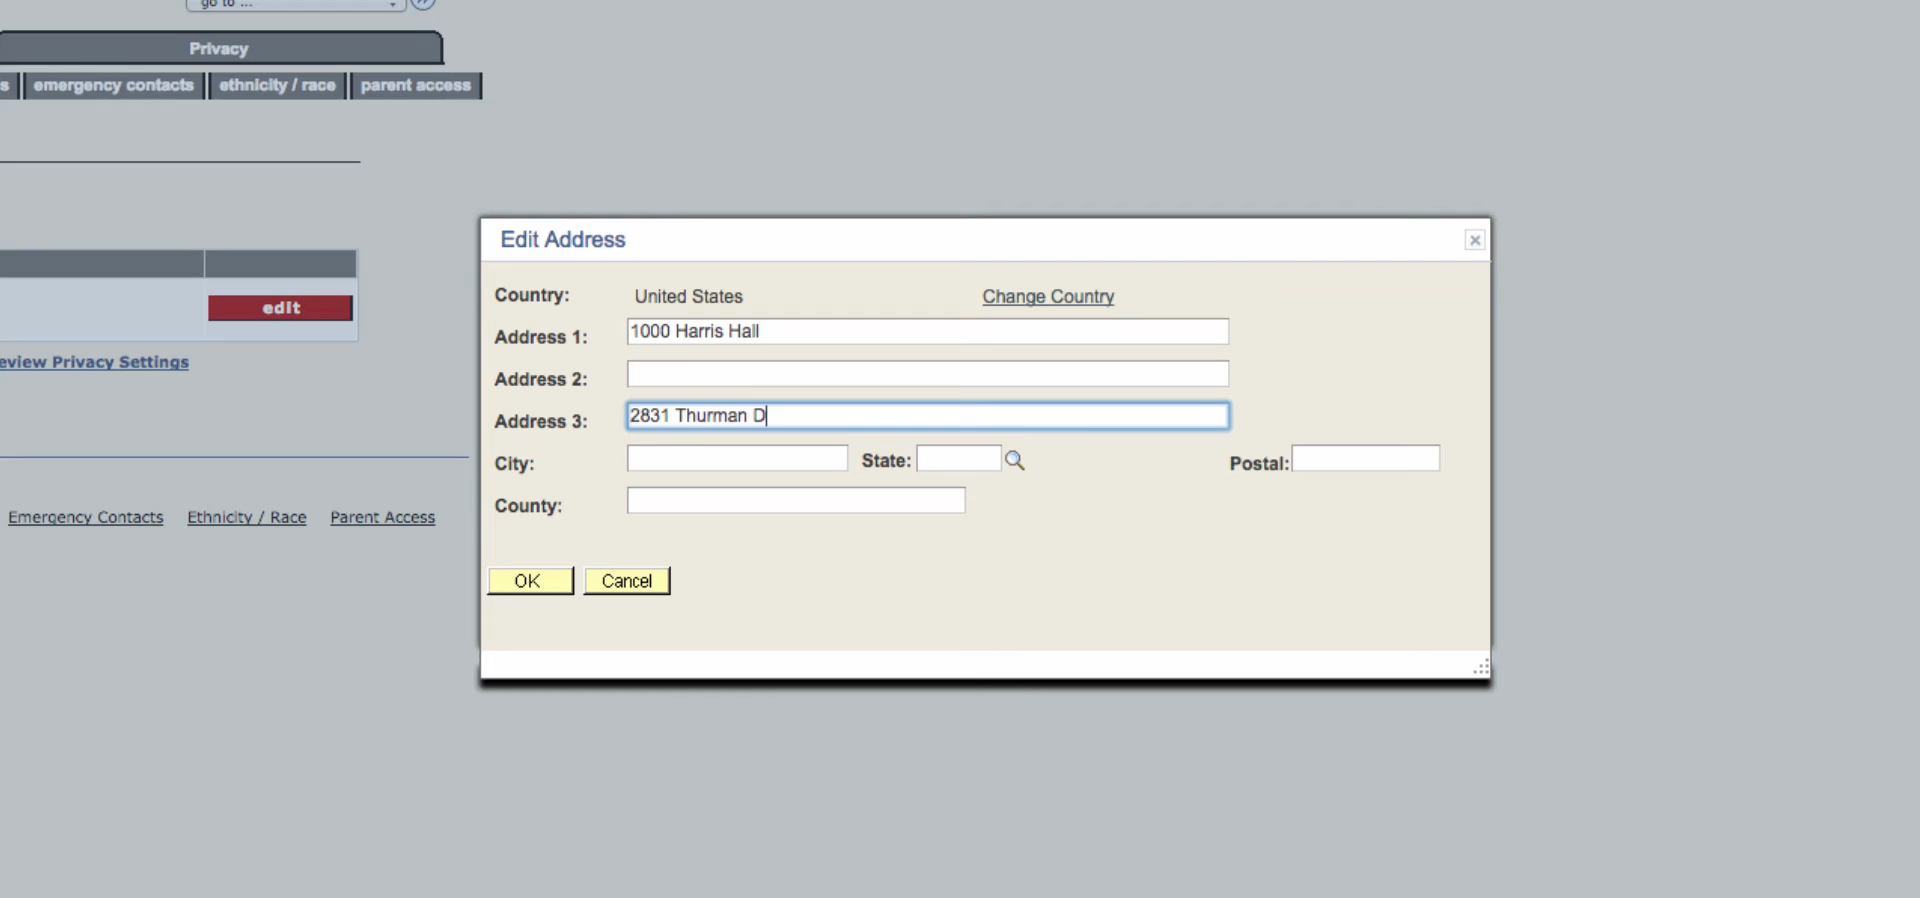 go to ...
Privacy
s emergency contacts ethnicity / race parent access
Edit Address
Country: United States Change Country
edit
Address 1: 1000 Harris Hall
eview Privacy Settings
Address 2:
Address 3: 2831 Thurman D
City: State: Postal:
County:
Emergency Contacts Ethnicity / Race Parent Access
OK Cancel